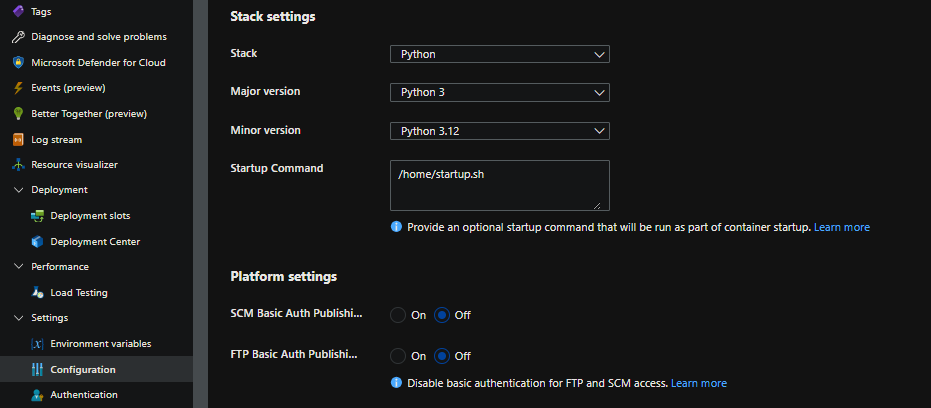 Tags
Diagnose and solve problems
Microsoft Defender for Cloud
Events (preview)
Better Together (preview)
Log stream
Resource visualizer
Deployment
Deployment slots
Deployment Center
Performance
Load Testing
Settings
Environment variables
Configuration
Authentication
Stack settings
Stack
Python
Major version
Python 3
Minor version
Python 3.12
Startup Command
/home/startup.sh
Provide an optional startup command that will be run as part of container startup. Learn more
Platform settings
SCM Basic Auth Publishi...
On Off
FTP Basic Auth Publishi...
On Off
Disable basic authentication for FTP and SCM access. Learn more